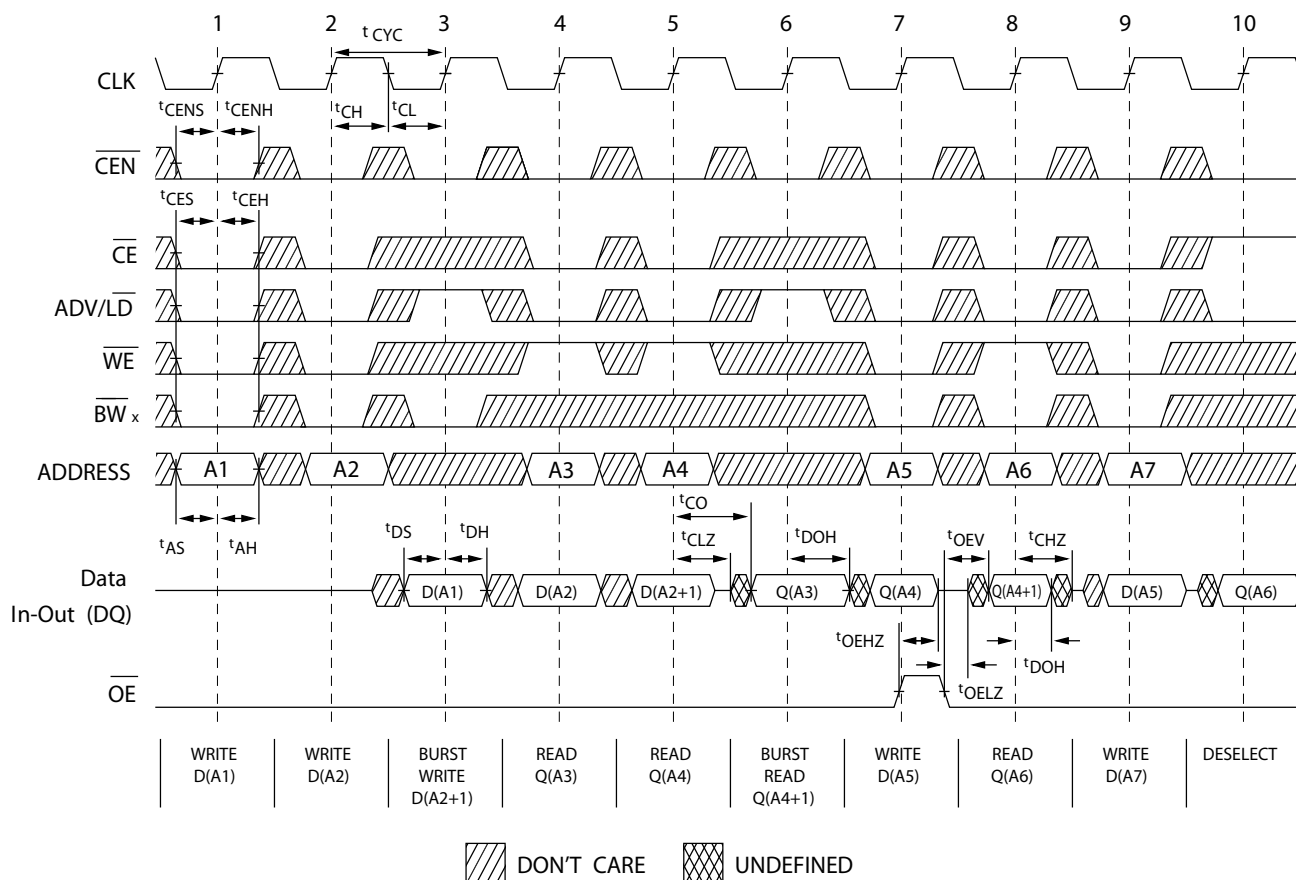 1 2 3 4 5 6 7 8 9 10
t CYC
CLK
tCENS tCENH tCH tCL
CEN
tCES tCEH
CE
ADV/LD
WE
BW x
ADDRESS A1 A2 A3 A4 A5 A6 A7
tCO
tAS tAH tDS tDH tCLZ tDOH tOEV tCHZ
Data
In-Out (DQ)
D(A1) D(A2) D(A2+1) Q(A3) Q(A4) Q(A4+1) D(A5) Q(A6)
tOEHZ tDOH
tOELZ
OE
WRITE
D(A1)
WRITE
D(A2)
BURST
WRITE
D(A2+1)
READ
Q(A3)
READ
Q(A4)
BURST
READ
Q(A4+1)
WRITE
D(A5)
READ
Q(A6)
WRITE
D(A7)
DESELECT
DON'T CARE
UNDEFINED